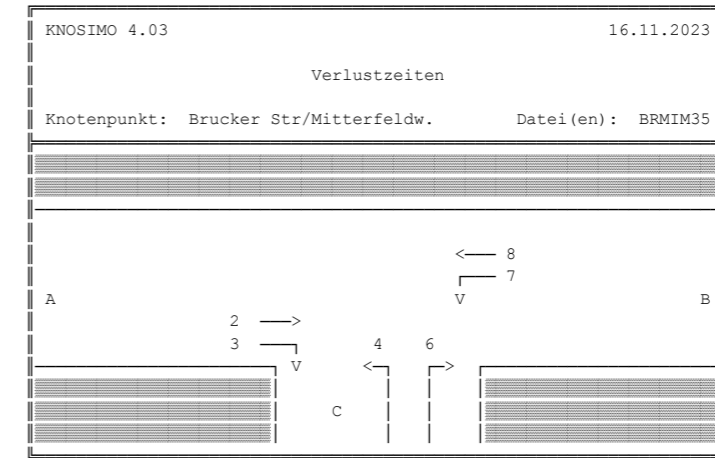 KNOSIMO 4.03 16.11.2023
Verlustzeiten
Knotenpunkt: Brucker Str/Mitterfeldw. Datei(en): BRMIM35
<─── 8
┌─── 7
A V B
2 ───>
3 ───┐ 4 6
V <─┐ ┌─>
C